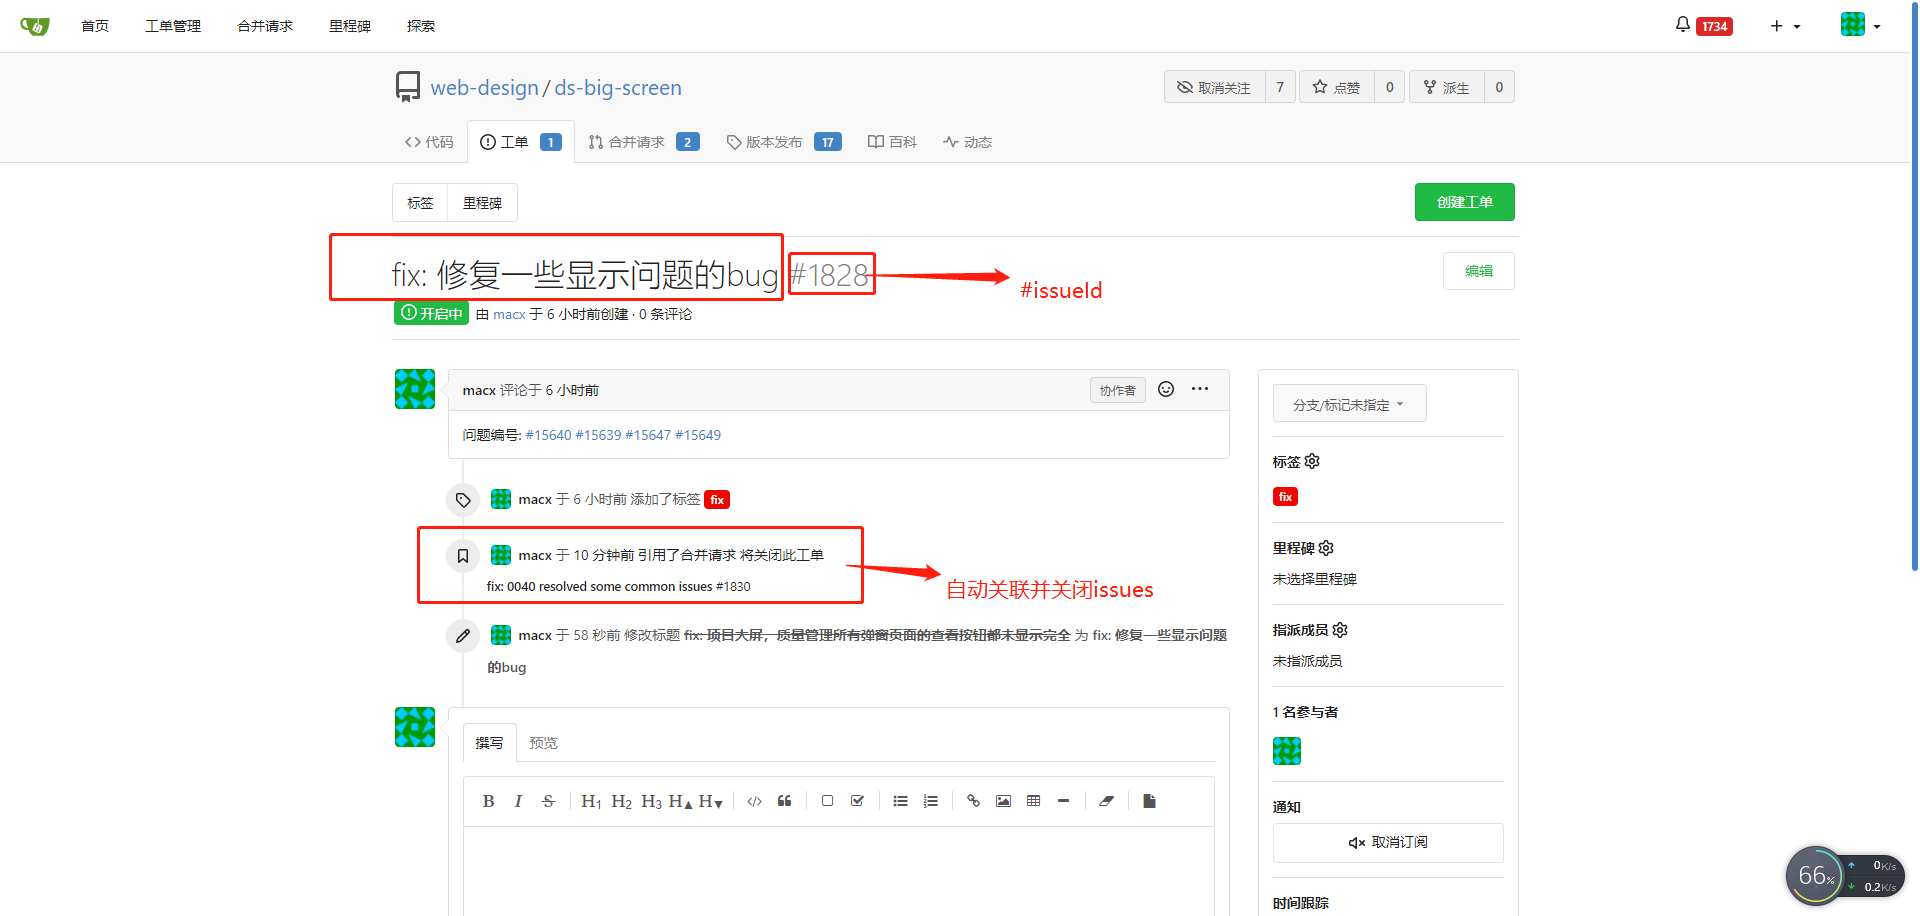 首页 工单管理 合并请求 里程碑 探索 1734
web-design / ds-big-screen 取消关注 7 点赞 0 派生 0
代码 工单 1 合并请求 2 版本发布 17 百科 动态
标签 里程碑 创建工单
fix: 修复一些显示问题的bug #1828 编辑
#issueId
开启中 由 macx 于 6 小时前创建 · 0 条评论
macx 评论于 6 小时前 协作者
问题编号: #15640 #15639 #15647 #15649
macx 于 6 小时前 添加了标签 fix
macx 于 10 分钟前 引用了合并请求 将关闭此工单
fix: 0040 resolved some common issues #1830
自动关联并关闭issues
macx 于 58 秒前 修改标题 fix: 项目大屏，质量管理所有弹窗页面的查看按钮都未显示完全 为 fix: 修复一些显示问题
的bug
撰写 预览
B I S H1 H2 H3 H▲ H▼
分支/标记未指定
标签
fix
里程碑
未选择里程碑
指派成员
未指派成员
1 名参与者
通知
取消订阅
时间跟踪
66%
0K/s
0.2K/s